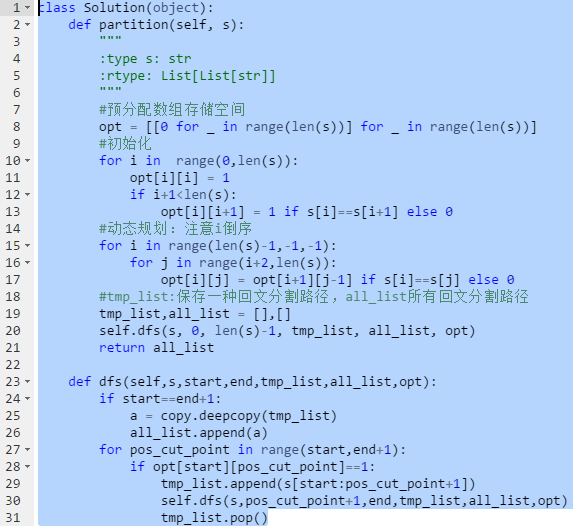 1 class Solution(object):
2     def partition(self, s):
3         """
4         :type s: str
5         :rtype: List[List[str]]
6         """
7         #预分配数组存储空间
8         opt = [[0 for _ in range(len(s))] for _ in range(len(s))]
9         #初始化
10         for i in  range(0,len(s)):
11             opt[i][i] = 1
12             if i+1<len(s):
13                 opt[i][i+1] = 1 if s[i]==s[i+1] else 0
14         #动态规划：注意i倒序
15         for i in range(len(s)-1,-1,-1):
16             for j in range(i+2,len(s)):
17                 opt[i][j] = opt[i+1][j-1] if s[i]==s[j] else 0
18         #tmp_list:保存一种回文分割路径，all_list所有回文分割路径
19         tmp_list,all_list = [],[]
20         self.dfs(s, 0, len(s)-1, tmp_list, all_list, opt)
21         return all_list
22
23     def dfs(self,s,start,end,tmp_list,all_list,opt):
24         if start==end+1:
25             a = copy.deepcopy(tmp_list)
26             all_list.append(a)
27         for pos_cut_point in range(start,end+1):
28             if opt[start][pos_cut_point]==1:
29                 tmp_list.append(s[start:pos_cut_point+1])
30                 self.dfs(s,pos_cut_point+1,end,tmp_list,all_list,opt)
31                 tmp_list.pop()